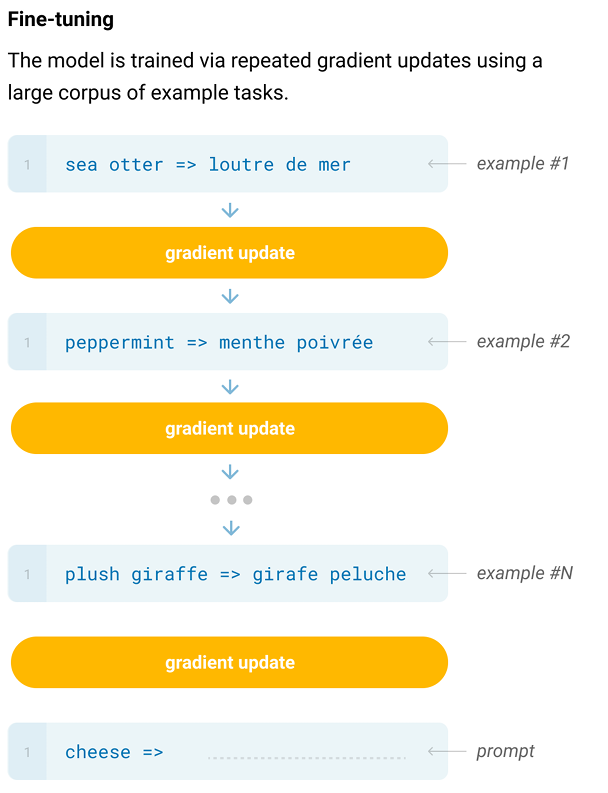 Fine-tuning
The model is trained via repeated gradient updates using a
large corpus of example tasks.
1 sea otter => loutre de mer example #1
gradient update
1 peppermint => menthe poivrée example #2
gradient update
1 plush giraffe => girafe peluche example #N
gradient update
1 cheese => prompt